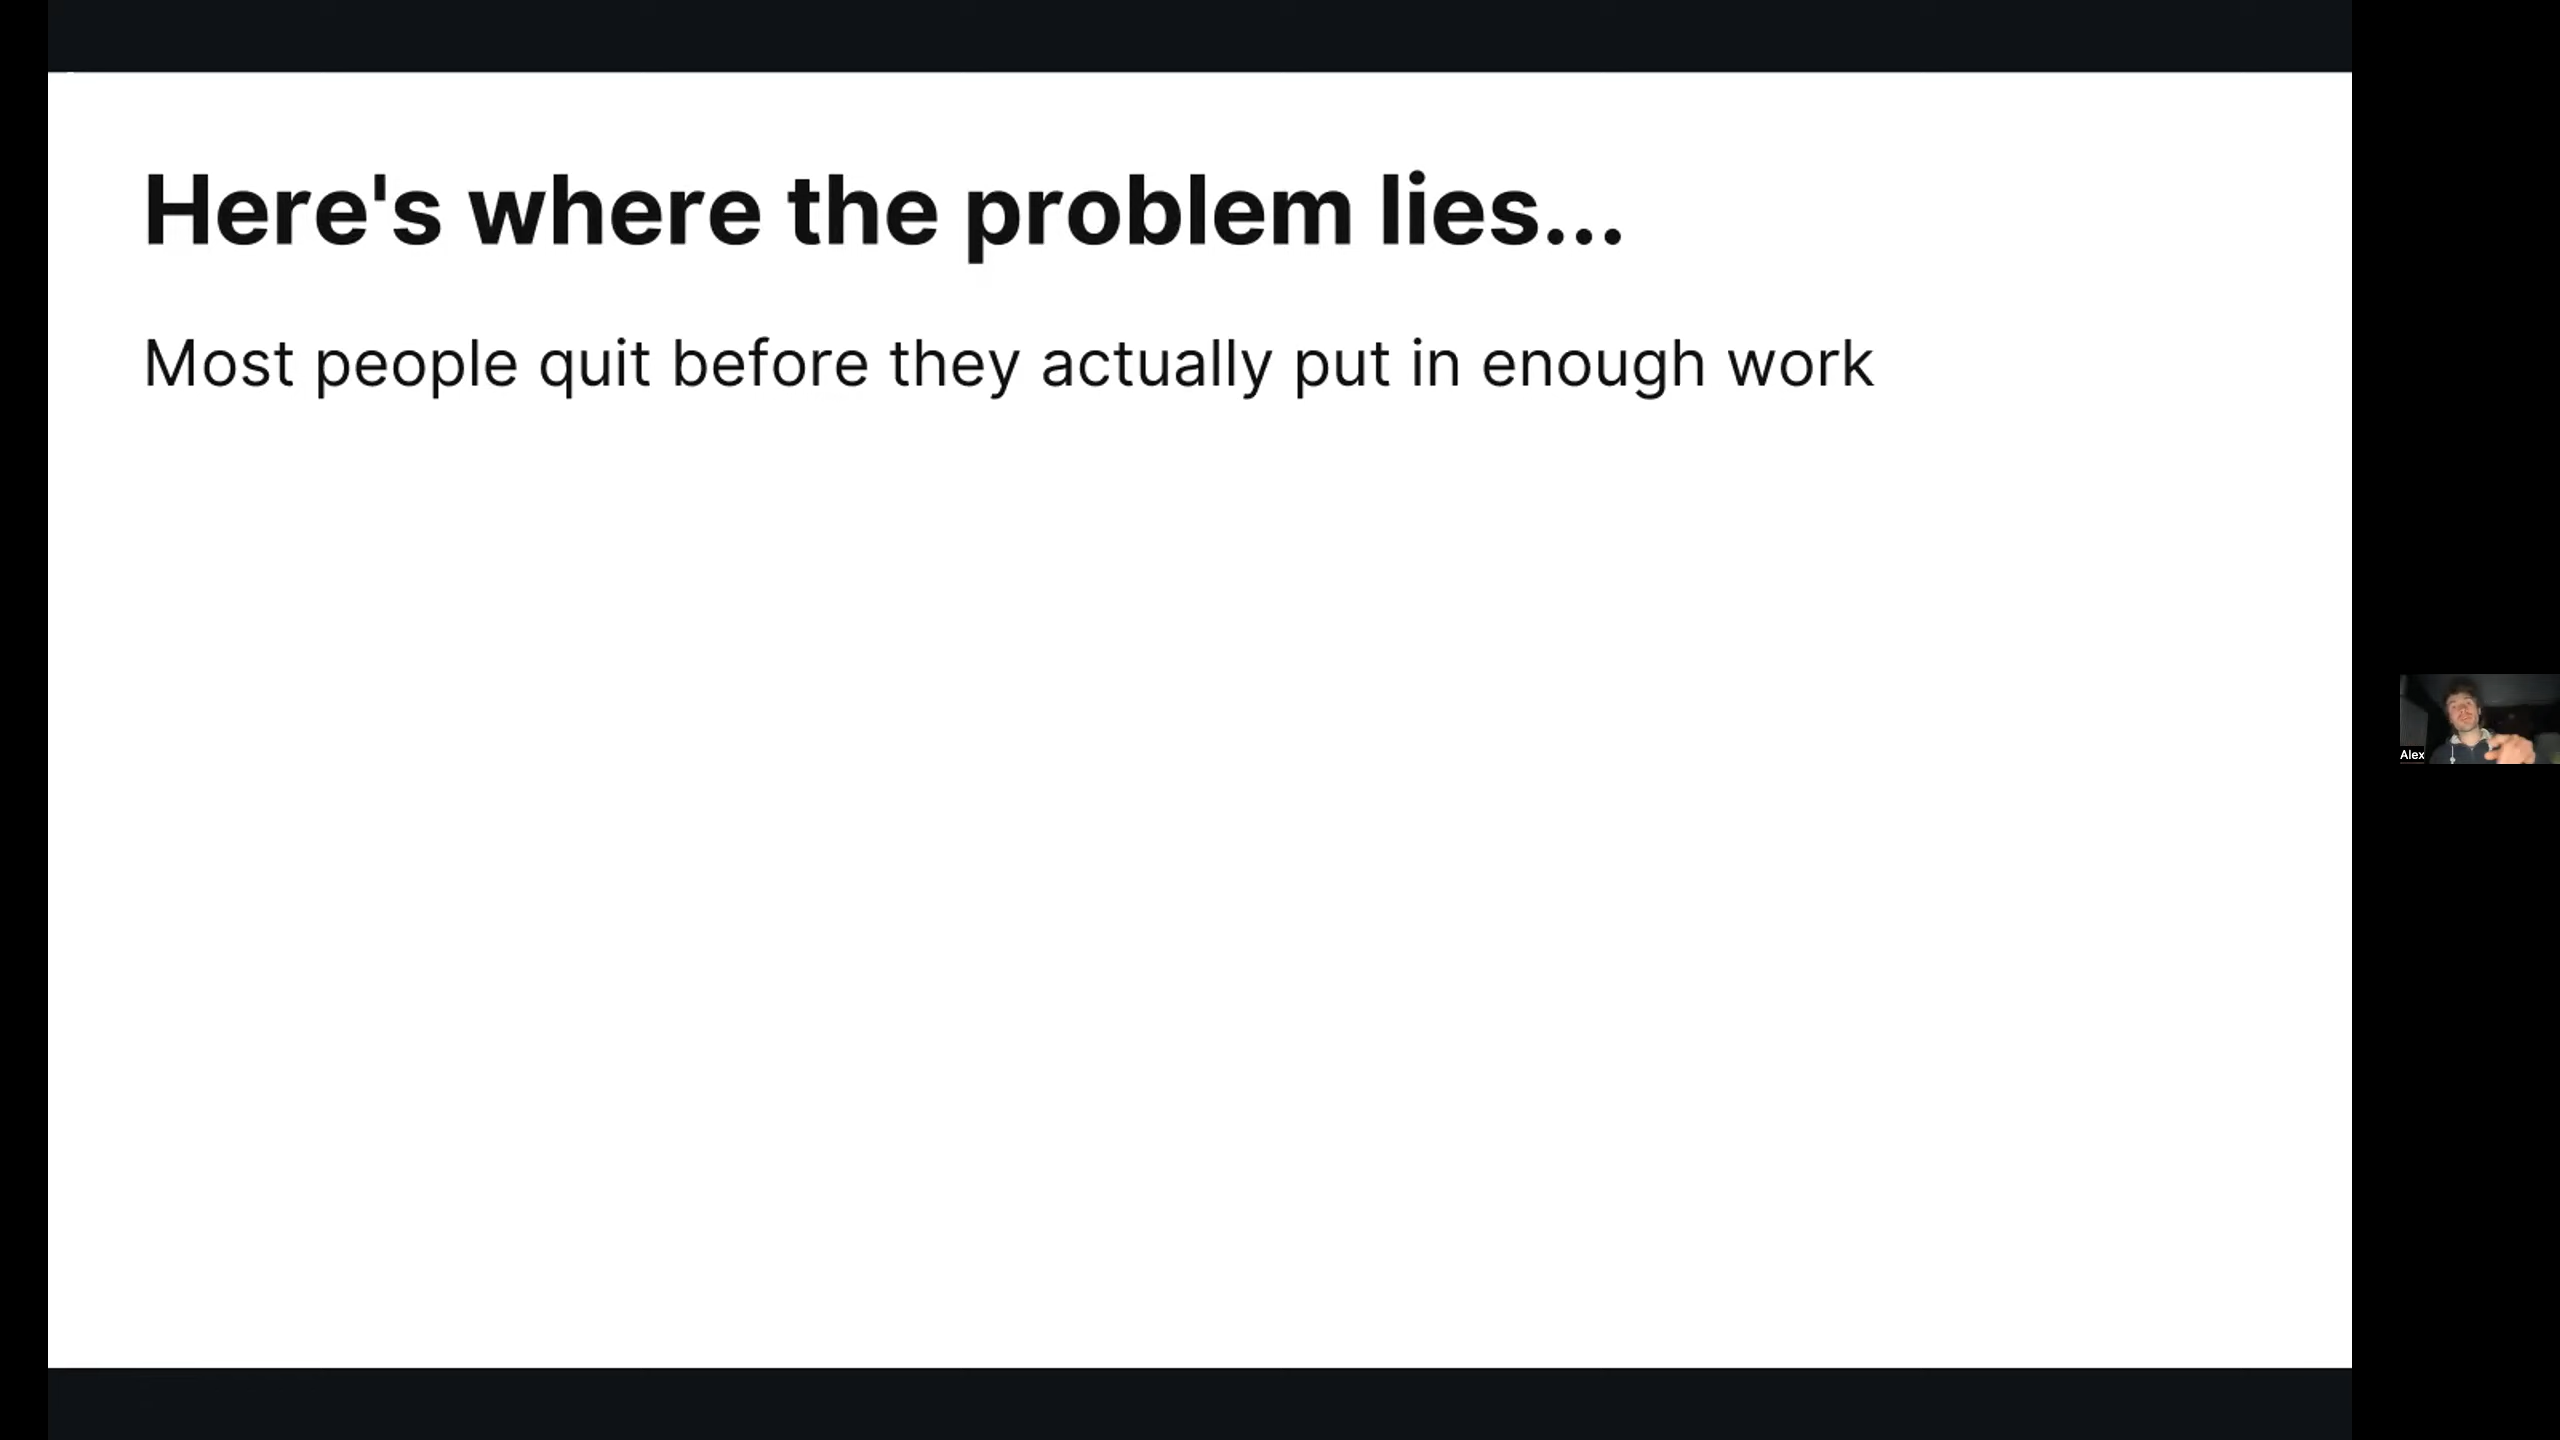 Here's where the problem lies...
Most people quit before they actually put in enough work
Alex